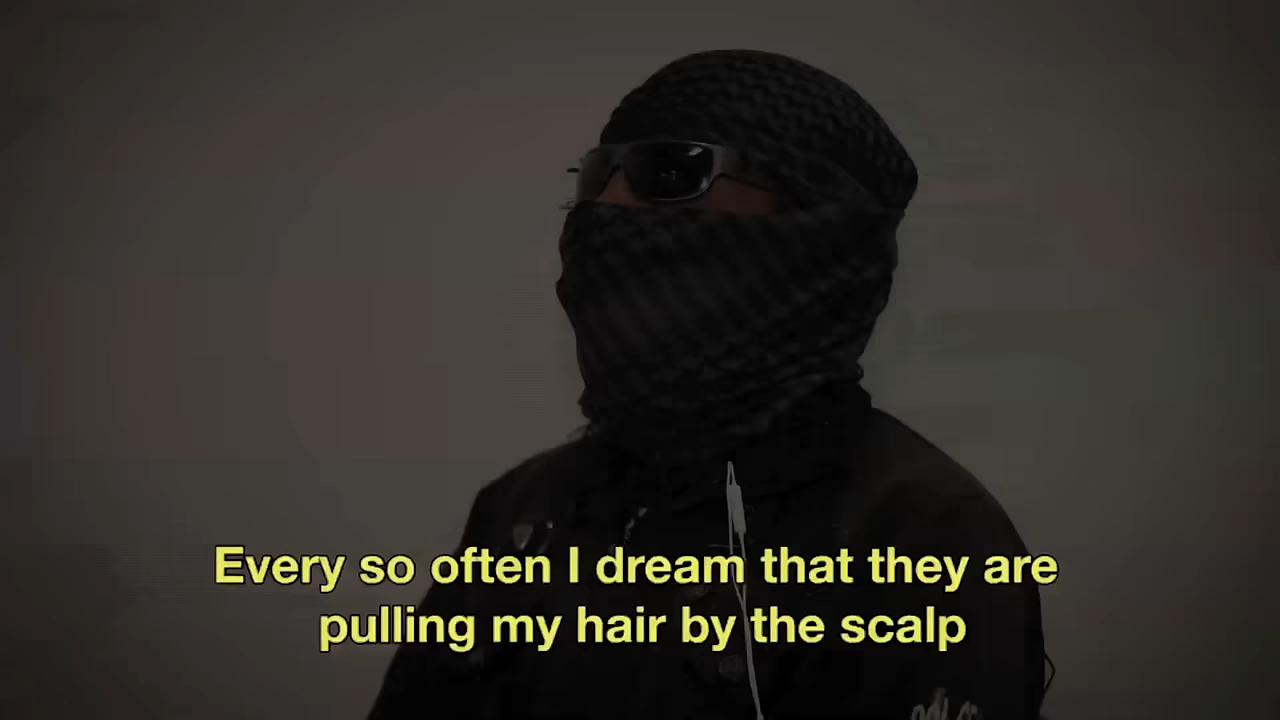 Every so often I dream that they are
pulling my hair by the scalp